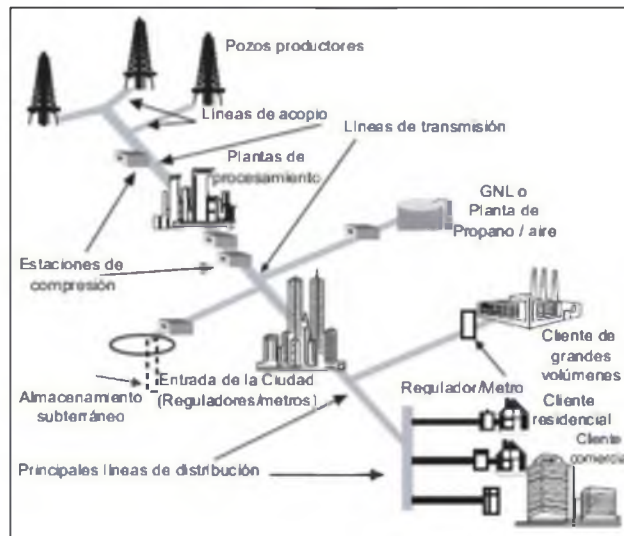 Pozos productores
Líneas de acopio
Líneas de transmisión
Plantas de
procesamiento
GNL o
Planta de
Propano / aire
Estaciones de
compresión
Cliente de
grandes
volúmenes
Almacenamiento
subterráneo
Entrada de la Ciudad
(Reguladores/metros)
Regulador/Metro
Cliente
residencial
Cliente
comercia
Principales líneas de distribución